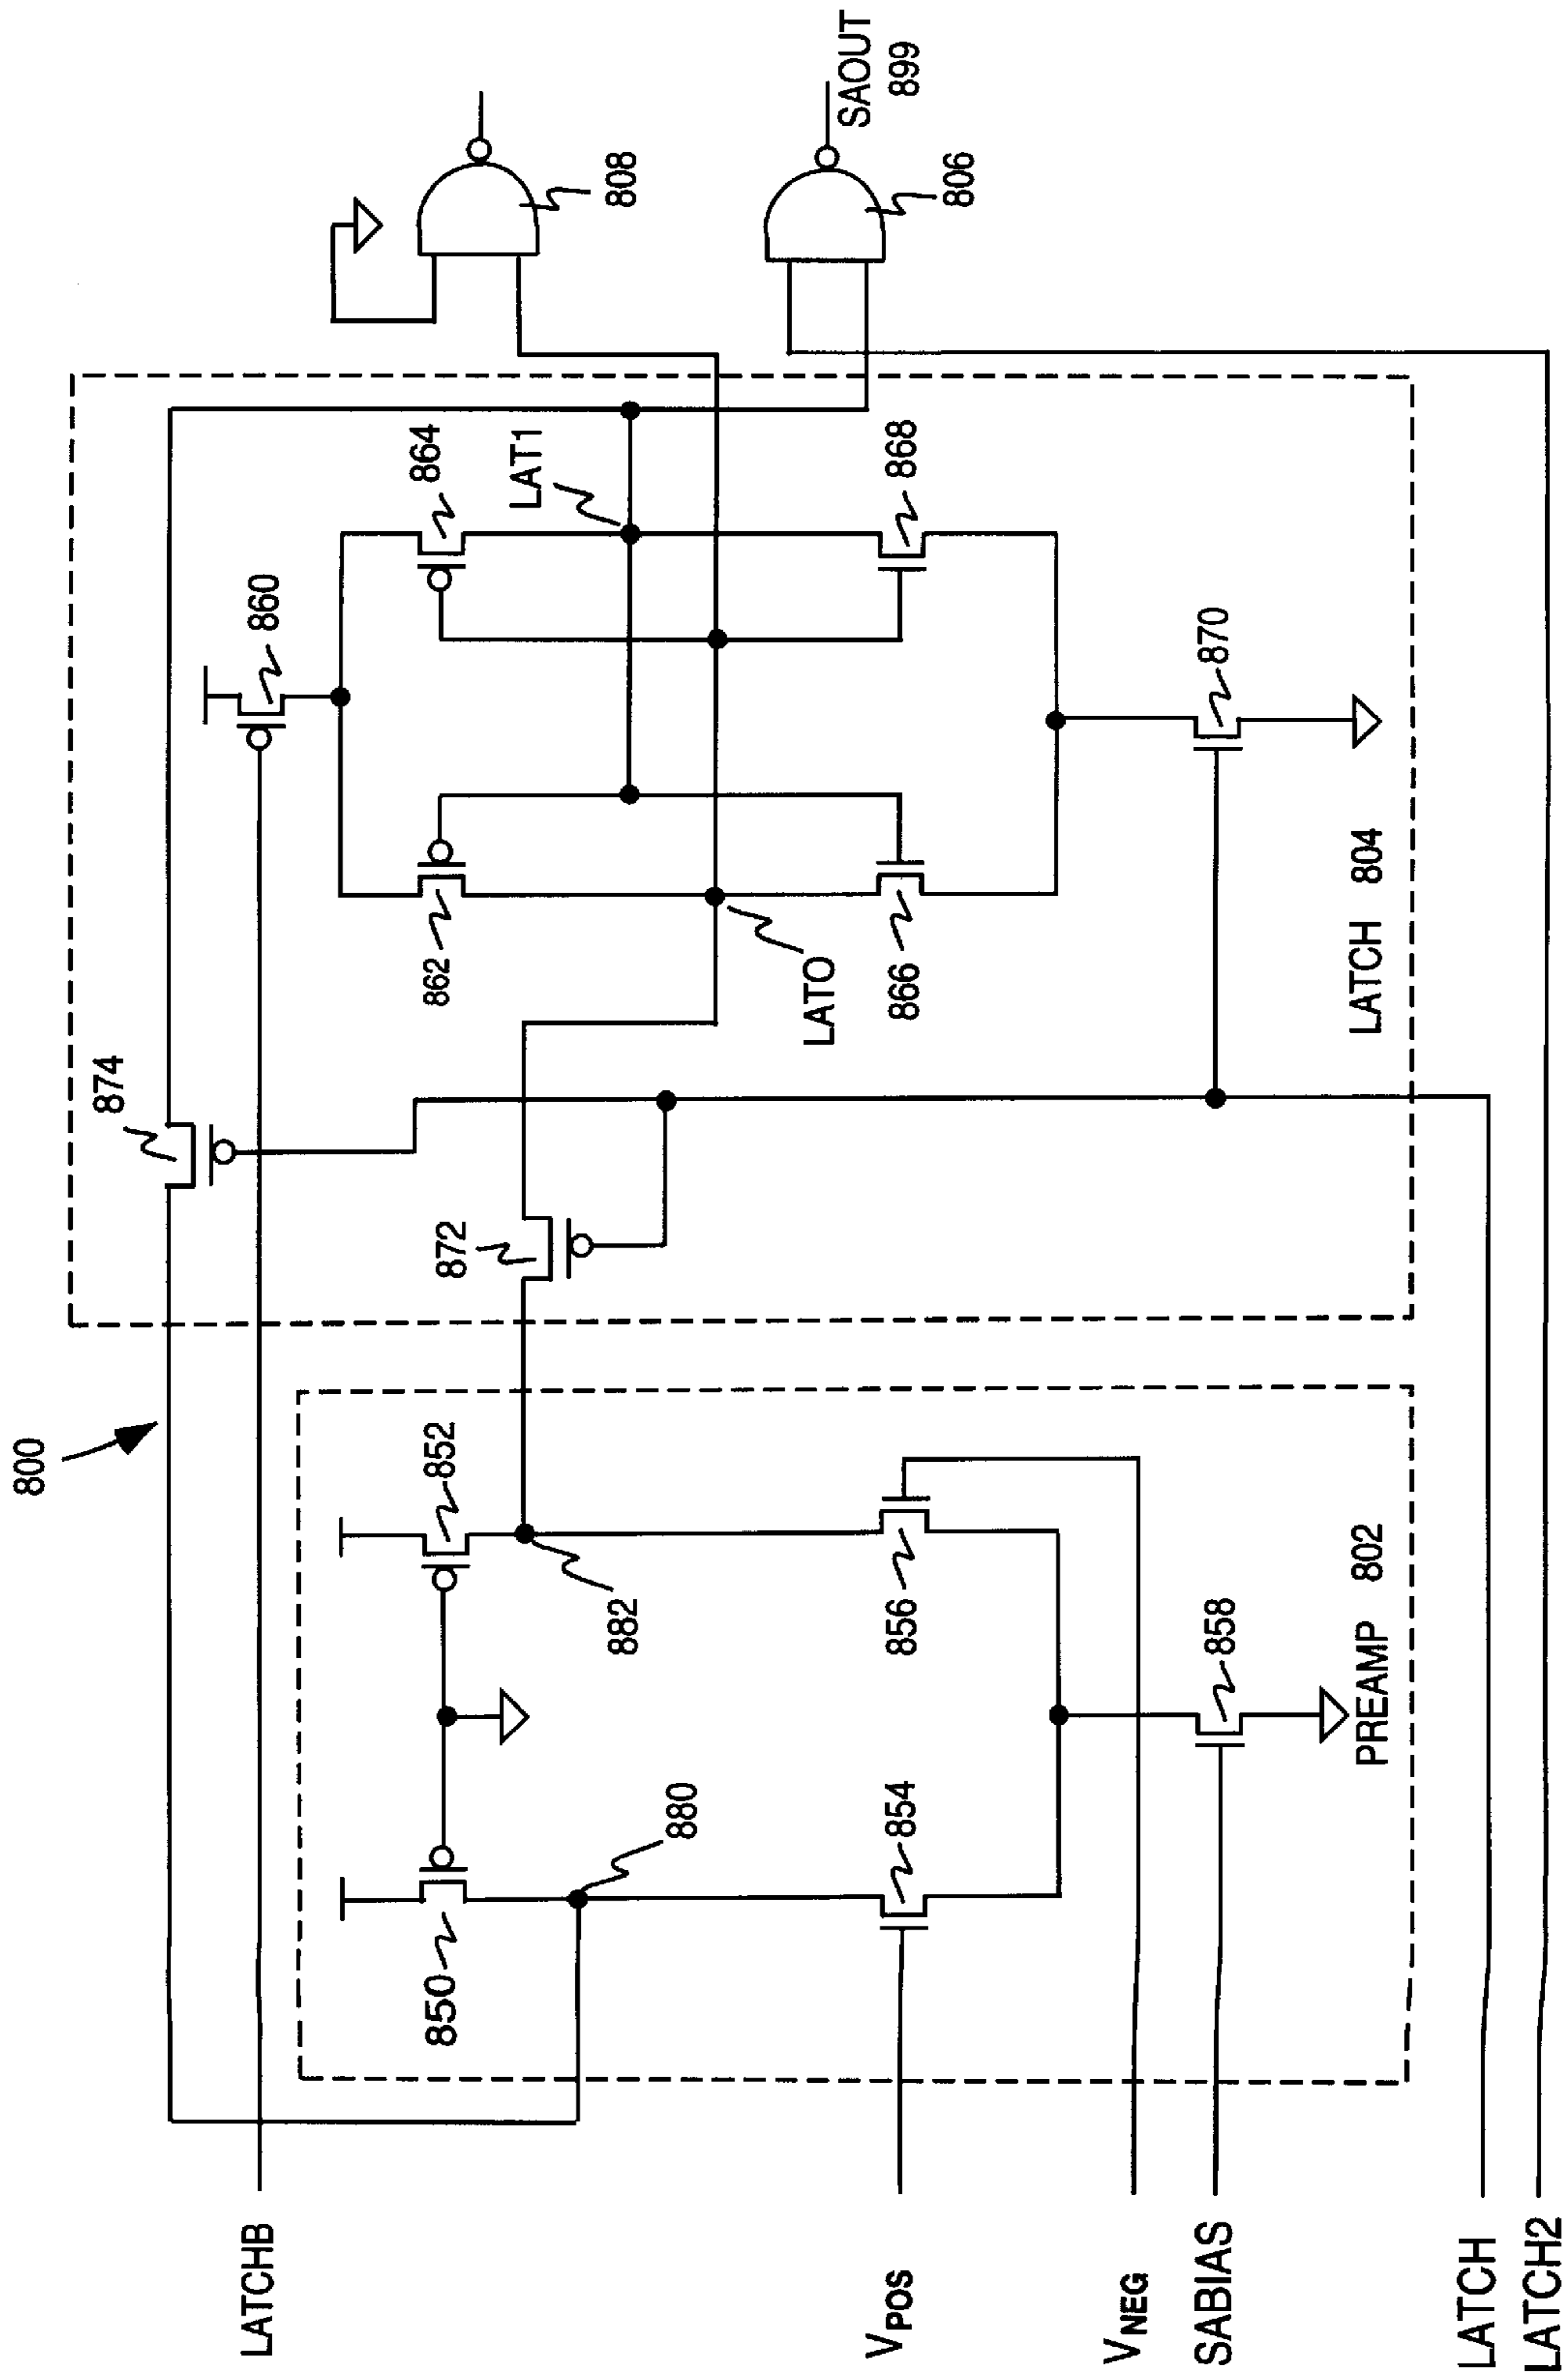 800
LATCHB
874
860
864
LAT1
862
LATO
866
868
870
872
LATCH 804
808
SAOUT
899
806
850
852
880
882
854
856
858
PREAMP 802
VPOS
VNEG
SABIAS
LATCH
LATCH2